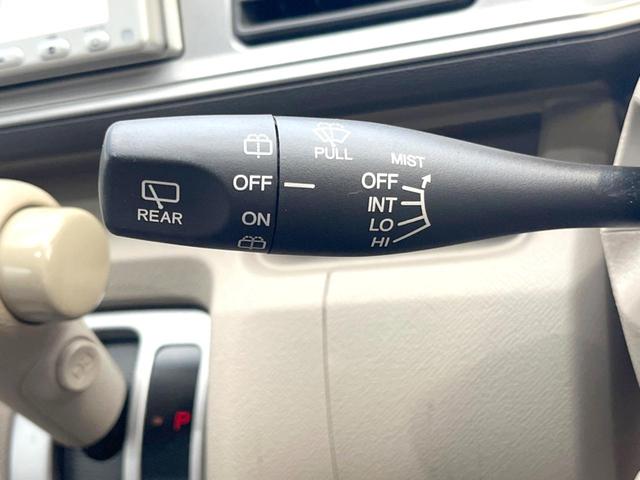 REAR
OFF
ON
PULL
MIST
OFF
INT
LO
HI
P